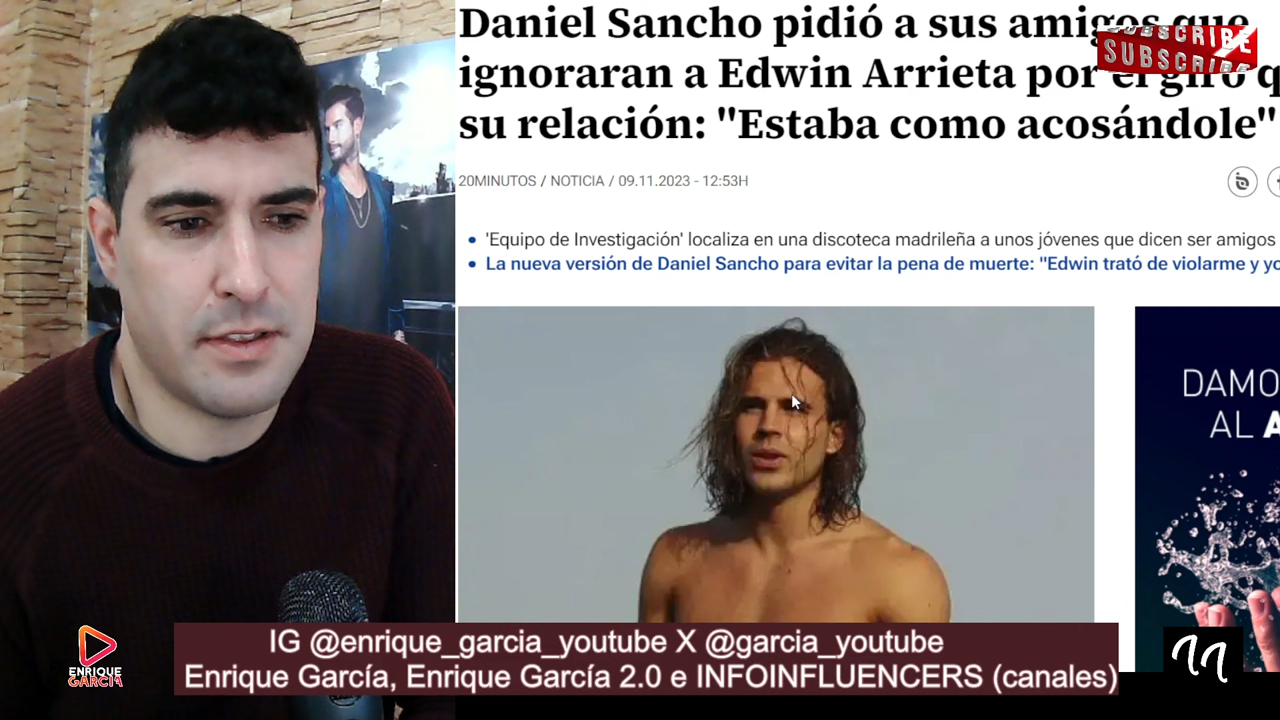 Daniel Sancho pidió a sus amigos que
ignoraran a Edwin Arrieta por el giro q
su relación: "Estaba como acosándole"
SUBSCRIBE
SUBSCRIBE
SUBSCRIBE
20MINUTOS / NOTICIA / 09.11.2023 - 12:53H
'Equipo de Investigación' localiza en una discoteca madrileña a unos jóvenes que dicen ser amigos
La nueva versión de Daniel Sancho para evitar la pena de muerte: "Edwin trató de violarme y yo
DAMO
AL A
IG @enrique_garcia_youtube X @garcia_youtube
Enrique García, Enrique García 2.0 e INFOINFLUENCERS (canales)
ENRIQUE
GARCÍA